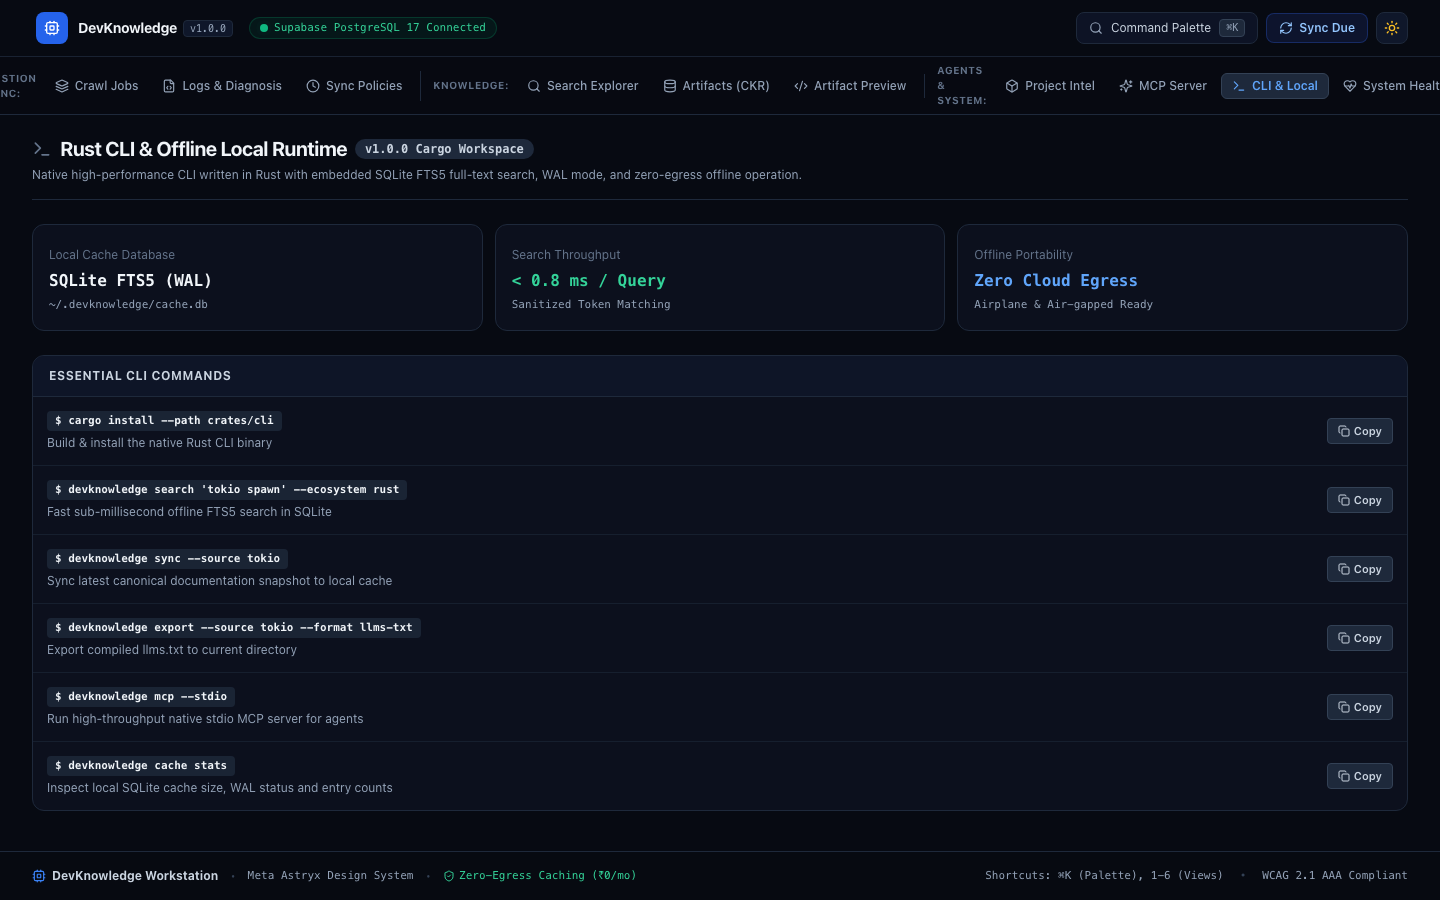 DevKnowledge v1.0.0 Supabase PostgreSQL 17 Connected Command Palette ⌘K Sync Due
STION
NC:
Crawl Jobs Logs & Diagnosis Sync Policies KNOWLEDGE: Search Explorer Artifacts (CKR) Artifact Preview
AGENTS
&
SYSTEM:
Project Intel MCP Server CLI & Local System Healt
Rust CLI & Offline Local Runtime v1.0.0 Cargo Workspace
Native high-performance CLI written in Rust with embedded SQLite FTS5 full-text search, WAL mode, and zero-egress offline operation.
Local Cache Database
SQLite FTS5 (WAL)
~/.devknowledge/cache.db
Search Throughput
< 0.8 ms / Query
Sanitized Token Matching
Offline Portability
Zero Cloud Egress
Airplane & Air-gapped Ready
ESSENTIAL CLI COMMANDS
$ cargo install --path crates/cli
Build & install the native Rust CLI binary
Copy
$ devknowledge search 'tokio spawn' --ecosystem rust
Fast sub-millisecond offline FTS5 search in SQLite
Copy
$ devknowledge sync --source tokio
Sync latest canonical documentation snapshot to local cache
Copy
$ devknowledge export --source tokio --format llms-txt
Export compiled llms.txt to current directory
Copy
$ devknowledge mcp --stdio
Run high-throughput native stdio MCP server for agents
Copy
$ devknowledge cache stats
Inspect local SQLite cache size, WAL status and entry counts
Copy
DevKnowledge Workstation • Meta Astryx Design System • Zero-Egress Caching (₹0/mo) Shortcuts: ⌘K (Palette), 1-6 (Views) • WCAG 2.1 AAA Compliant